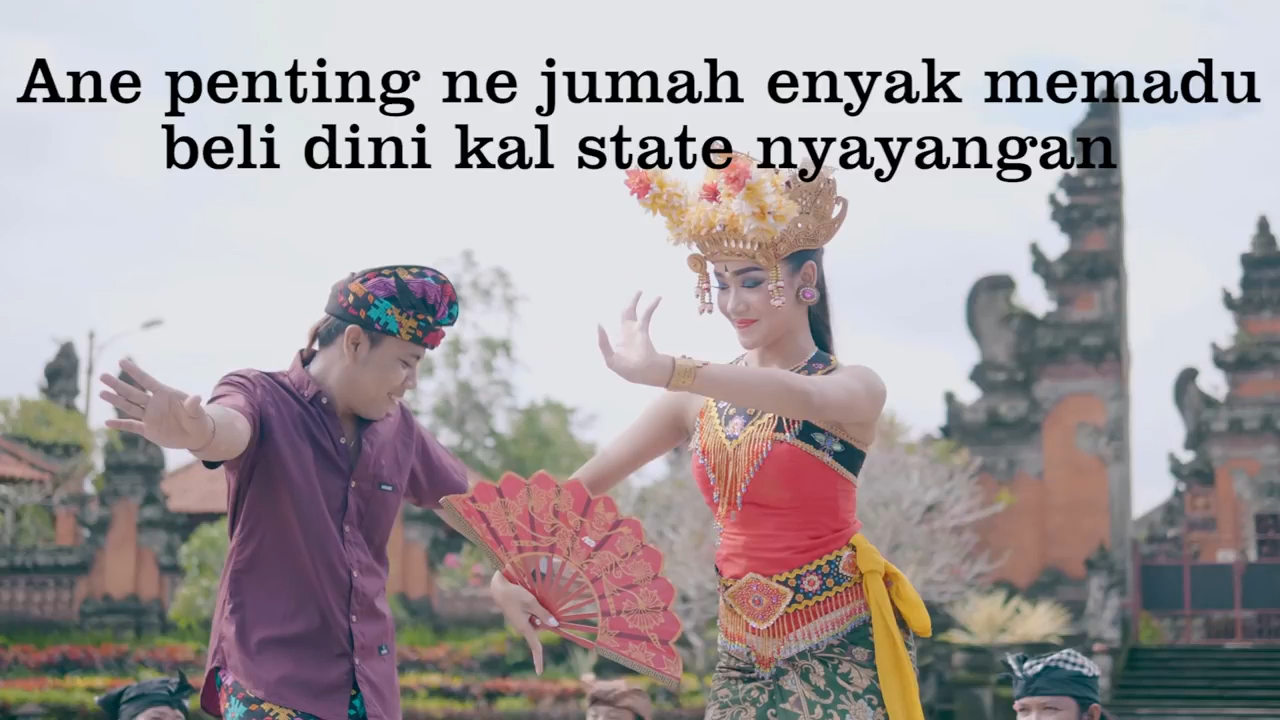 Ane penting ne jumah enyak memadu
beli dini kal state nyayangan